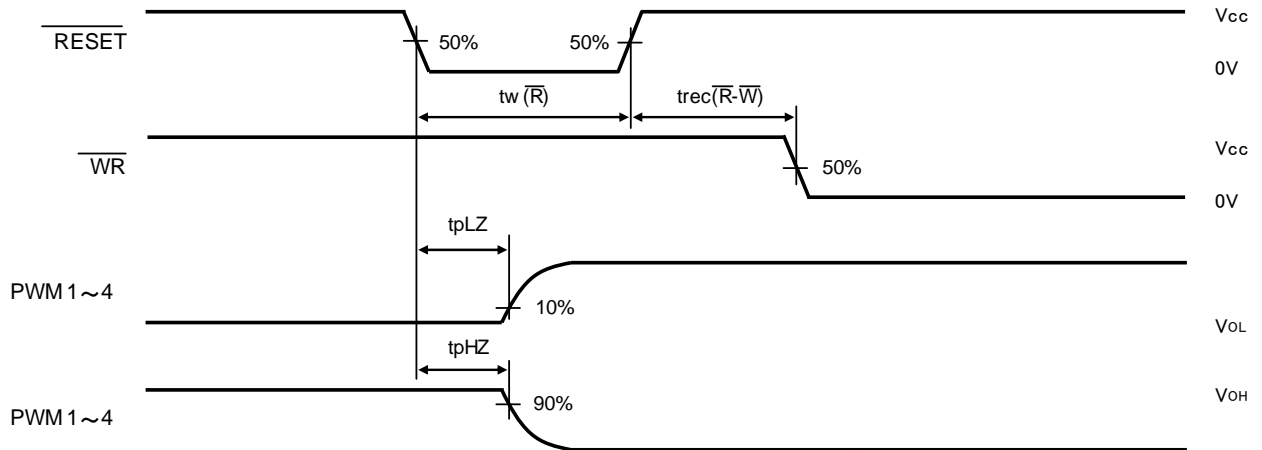 Vcc
RESET
50% 50%
0V
tw (R) trec(R-W)
Vcc
WR
50%
0V
tpLZ
PWM 1～4
10%
VOL
tpHZ
VOH
PWM 1～4
90%